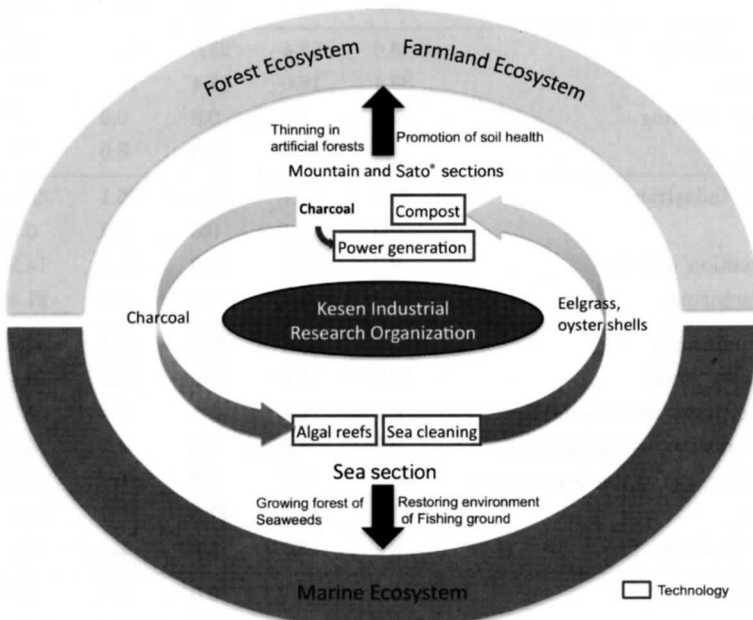 Forest Ecosystem
Farmland Ecosystem
Thinning in
artificial forests
Promotion of soil health
Mountain and Sato* sections
Charcoal
Compost
Power generation
Charcoal
Kesen Industrial
Research Organization
Eelgrass,
oyster shells
Algal reefs
Sea cleaning
Sea section
Growing forest of
Seaweeds
Restoring environment
of Fishing ground
Marine Ecosystem
Technology